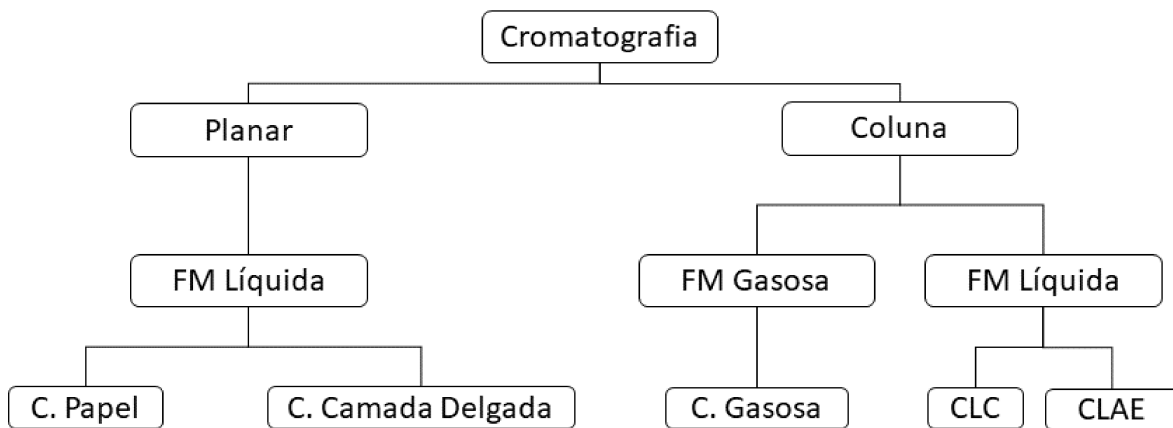 Cromatografia
Planar
Coluna
FM Líquida
FM Gasosa
FM Líquida
C. Papel
C. Camada Delgada
C. Gasosa
CLC
CLAE